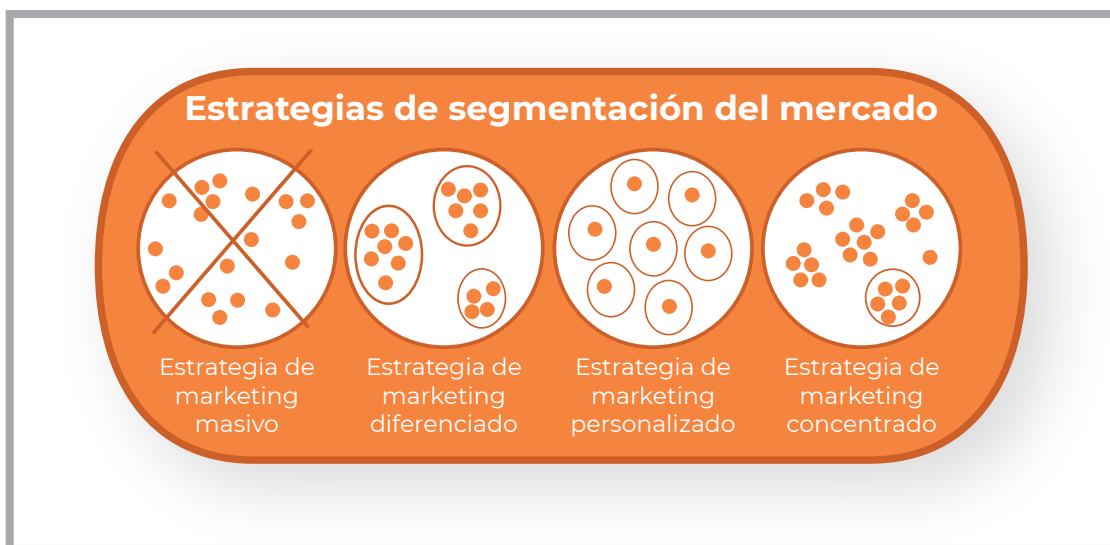 Estrategias de segmentación del mercado
Estrategia de
marketing
masivo
Estrategia de
marketing
diferenciado
Estrategia de
marketing
personalizado
Estrategia de
marketing
concentrado